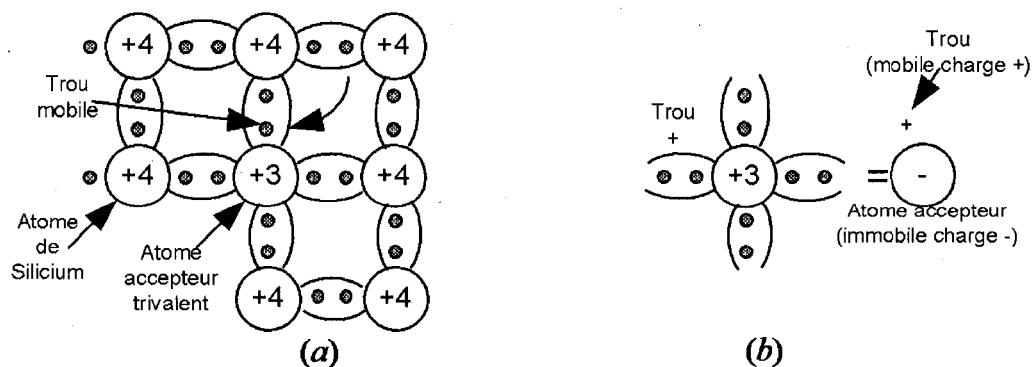 +4 +4 +4
Trou
mobile
+4 +3 +4
Atome
de
Silicium
Atome
accepteur
trivalent
+4 +4
(a)
Trou
(mobile charge +)
Trou
+
+
+3 = -
Atome accepteur
(immobile charge -)
(b)